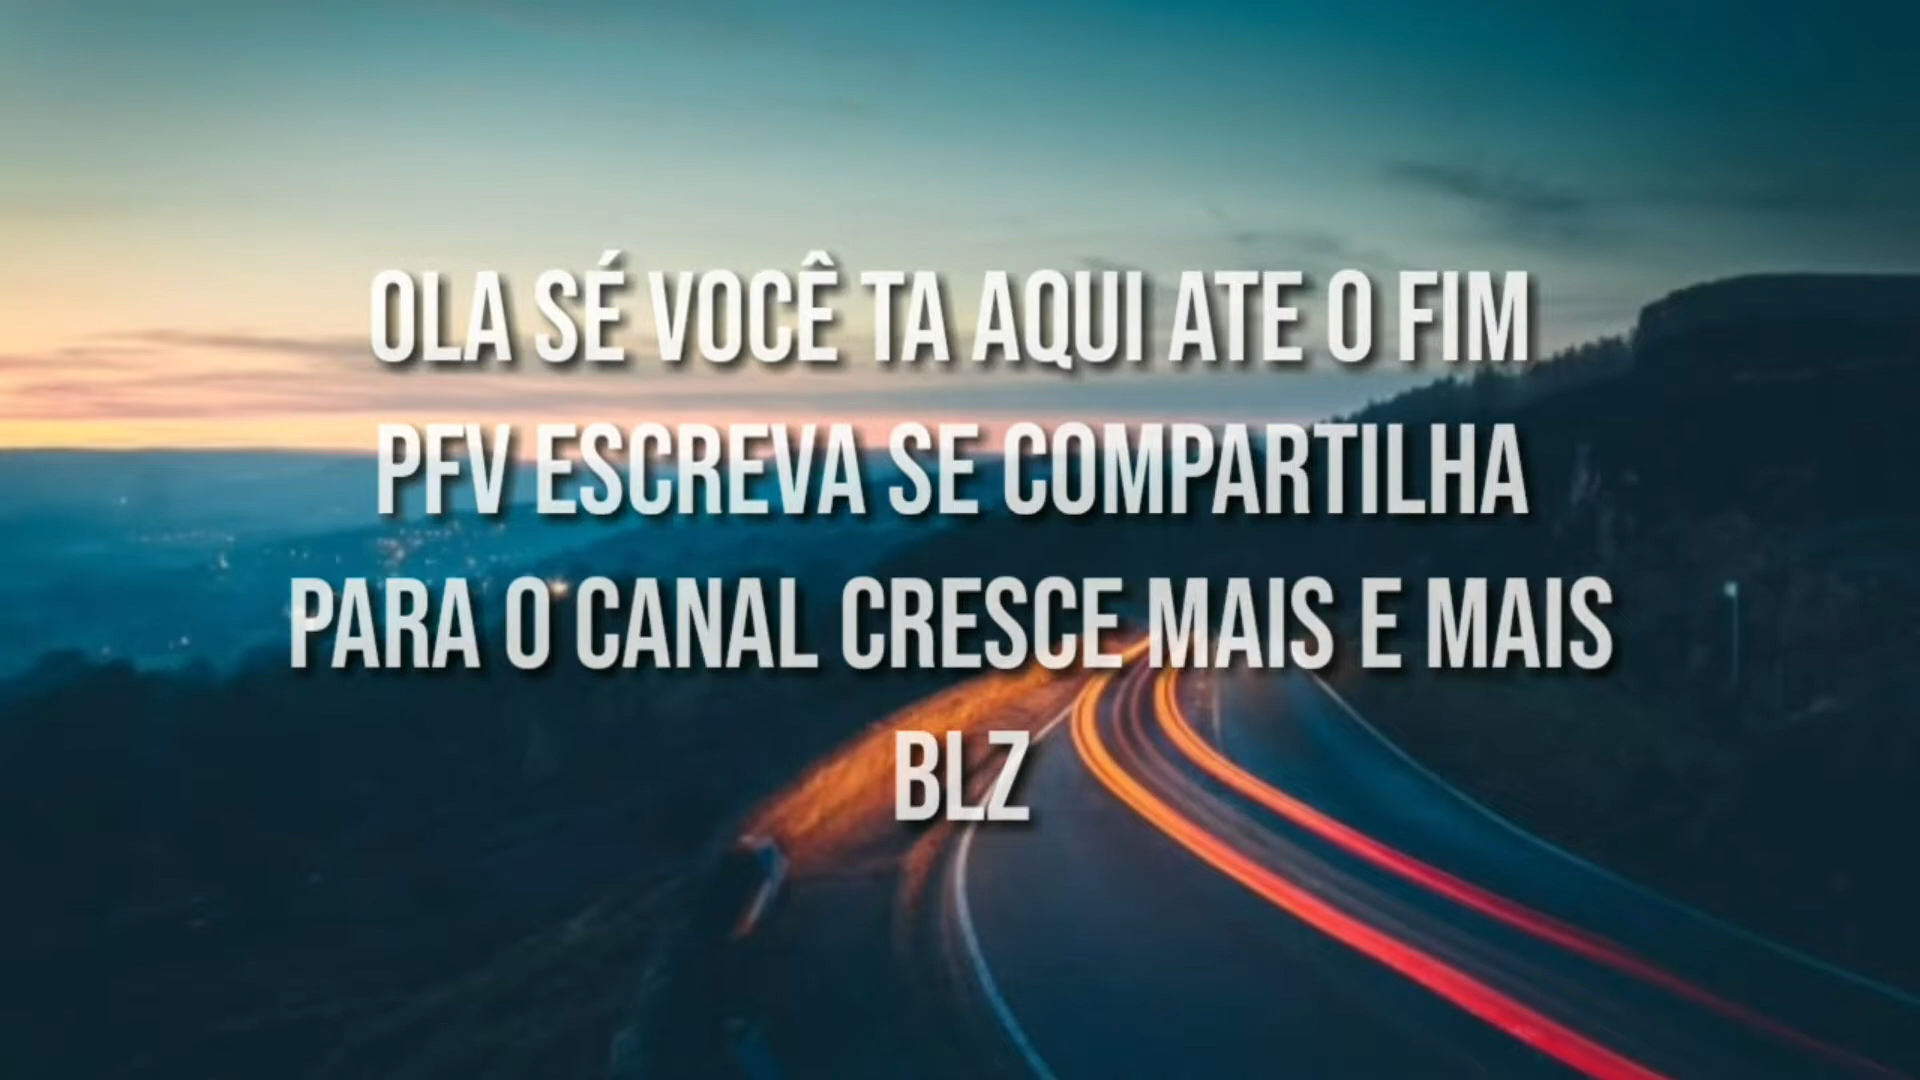 OLA SÉ VOCÊ TA AQUI ATE O FIM
PFV ESCREVA SE COMPARTILHA
PARA O CANAL CRESCE MAIS E MAIS
BLZ